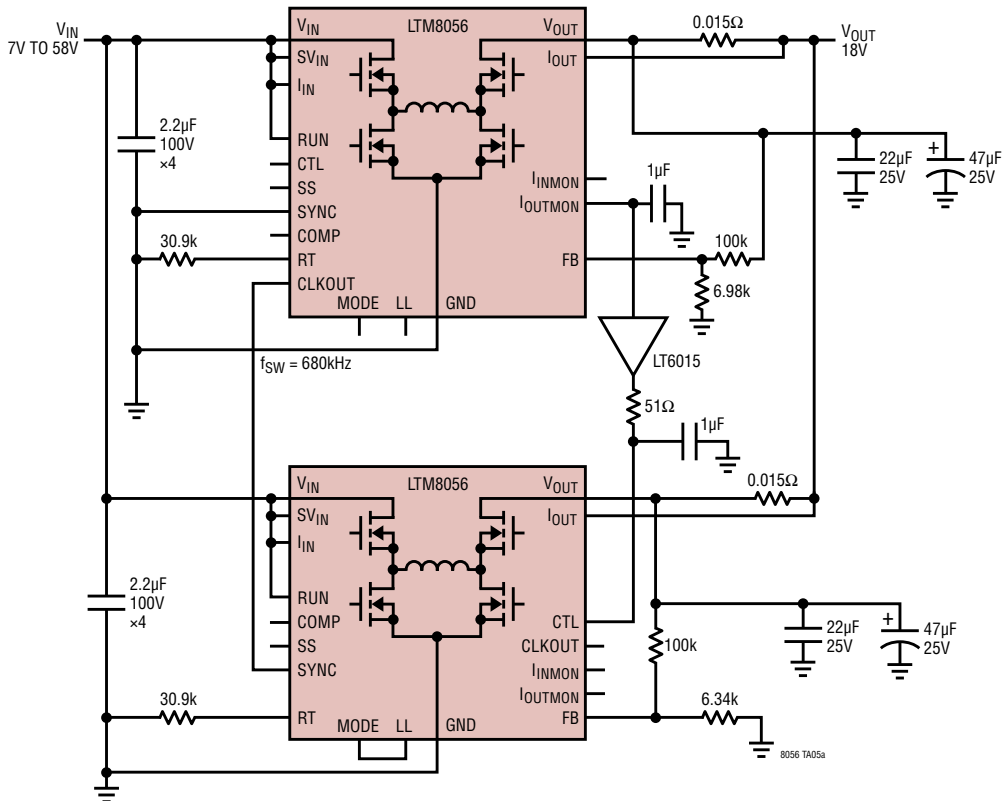 VIN
7V TO 58V
VIN
LTM8056
VOUT
0.015Ω
VOUT
18V
SVIN
IOUT
IIN
2.2µF
100V
×4
RUN
CTL
SS
SYNC
COMP
30.9k
RT
CLKOUT
MODE
LL
GND
IINMON
IOUTMON
1µF
FB
100k
6.98k
22µF
25V
+
47µF
25V
fSW = 680kHz
LT6015
51Ω
1µF
VIN
LTM8056
VOUT
0.015Ω
SVIN
IOUT
IIN
2.2µF
100V
×4
RUN
COMP
SS
SYNC
30.9k
RT
MODE
LL
GND
CTL
CLKOUT
IINMON
IOUTMON
FB
100k
6.34k
22µF
25V
+
47µF
25V
8056 TA05a